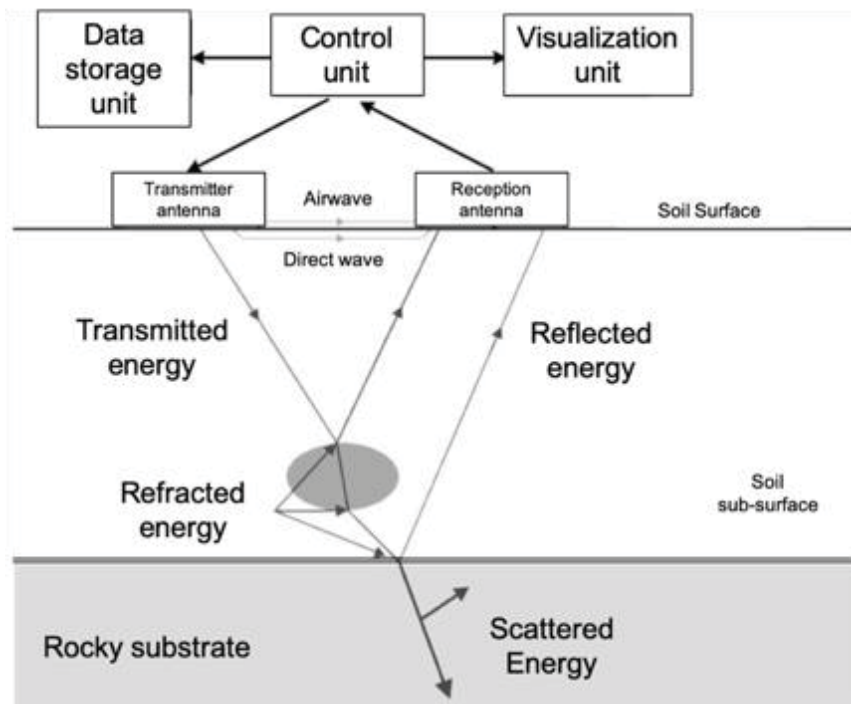 Data
storage
unit
Control
unit
Visualization
unit
Transmitter
antenna
Airwave
Reception
antenna
Soil Surface
Direct wave
Transmitted
energy
Reflected
energy
Refracted
energy
Soil
sub-surface
Rocky substrate
Scattered
Energy